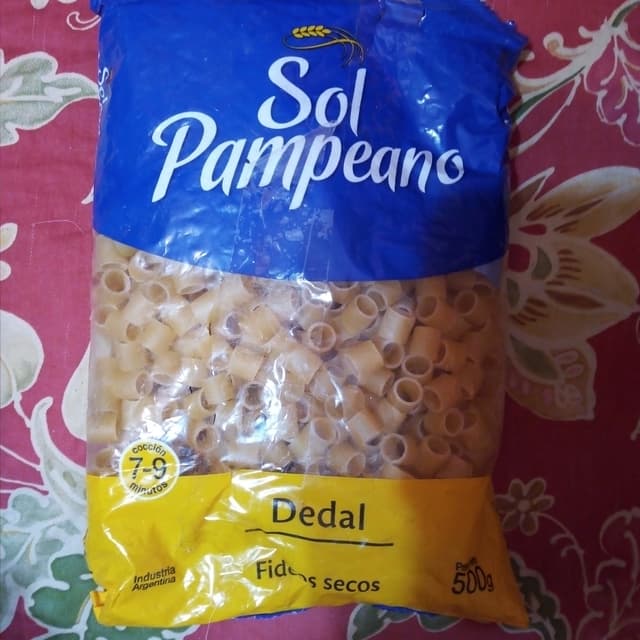 Sol
Pampeano
cocción
7-9
minutos
Dedal
Fideos secos
Industria
Argentina
500g